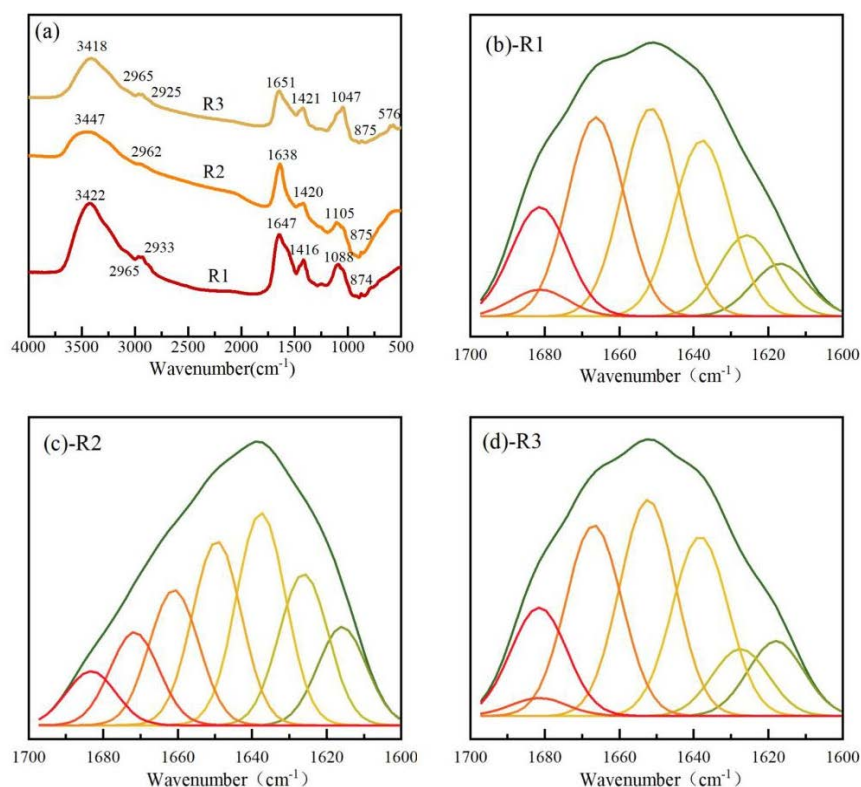 (a)
3418
2965
2925
1651
1421
1047
576
R3
875
3447
2962
R2
1638
1420
1105
875
3422
2933
2965
R1
1647
1416
1088
874
4000 3500 3000 2500 2000 1500 1000 500
Wavenumber(cm-1)
(b)-R1
1700 1680 1660 1640 1620 1600
Wavenumber（cm-1)
(c)-R2
1700 1680 1660 1640 1620 1600
Wavenumber（cm-1)
(d)-R3
1700 1680 1660 1640 1620 1600
Wavenumber（cm-1)